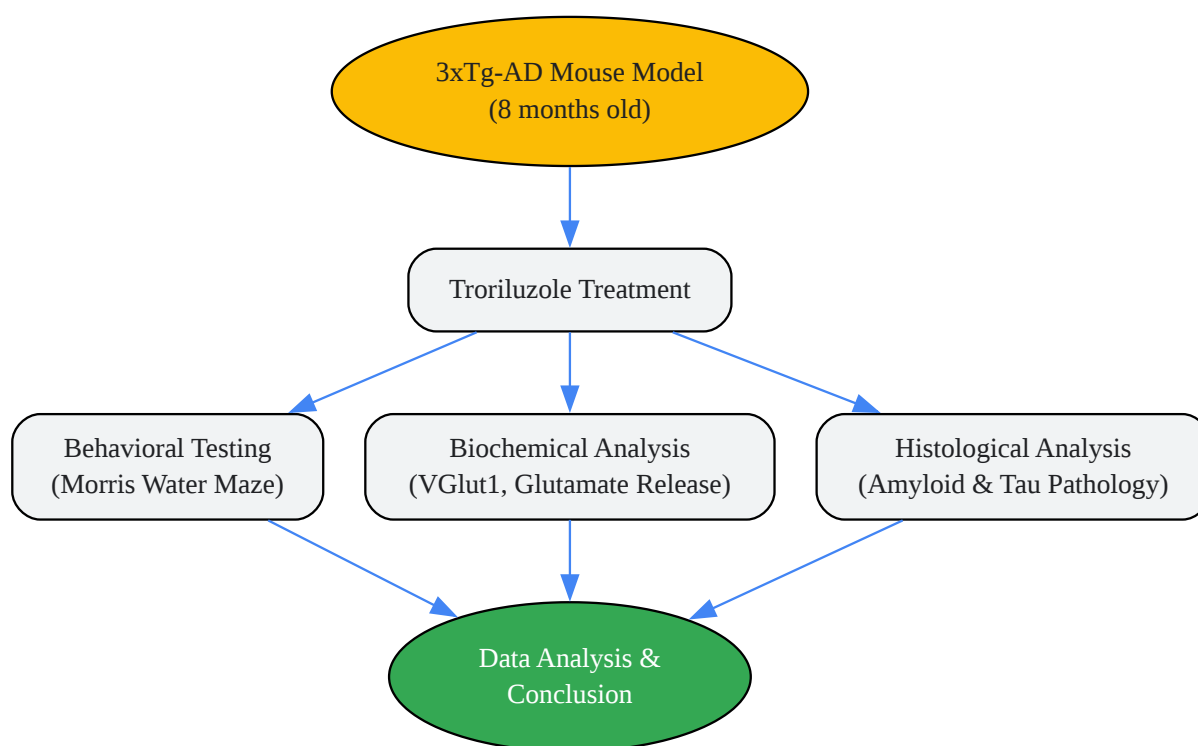 3xTg-AD Mouse Model
(8 months old)
Troriluzole Treatment
Behavioral Testing
(Morris Water Maze)
Biochemical Analysis
(VGlut1, Glutamate Release)
Histological Analysis
(Amyloid & Tau Pathology)
Data Analysis &
Conclusion